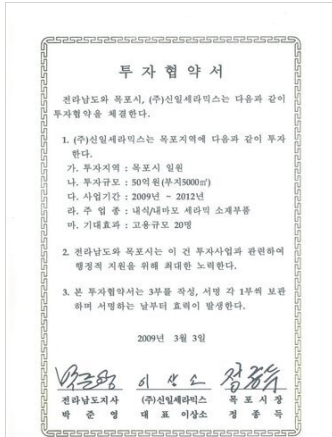 투자협약서
전라남도와 목포시, (주)신일세라믹스는 다음과 같이
투자협약을 체결한다.
1. (주)신일세라믹스는 목포지역에 다음과 같이 투자
한다.
가. 투자지역 : 목포시 일원
나. 투자규모 : 50억원(부지5000㎡)
다. 사업기간 : 2009년 ~ 2012년
라. 주 업 종 : 내식/내마모 세라믹 소재부품
마. 기대효과 : 고용규모 20명
2. 전라남도와 목포시는 이 건 투자사업과 관련하여
행정적 지원을 위해 최대한 노력한다.
3. 본 투자협약서는 3부를 작성, 서명 각 1부씩 보관
하며 서명하는 날부터 효력이 발생한다.
2009년 3월 3일
이상소
전라남도지사 (주)신일세라믹스 목포시장
박준영 대표 이상소 정종득